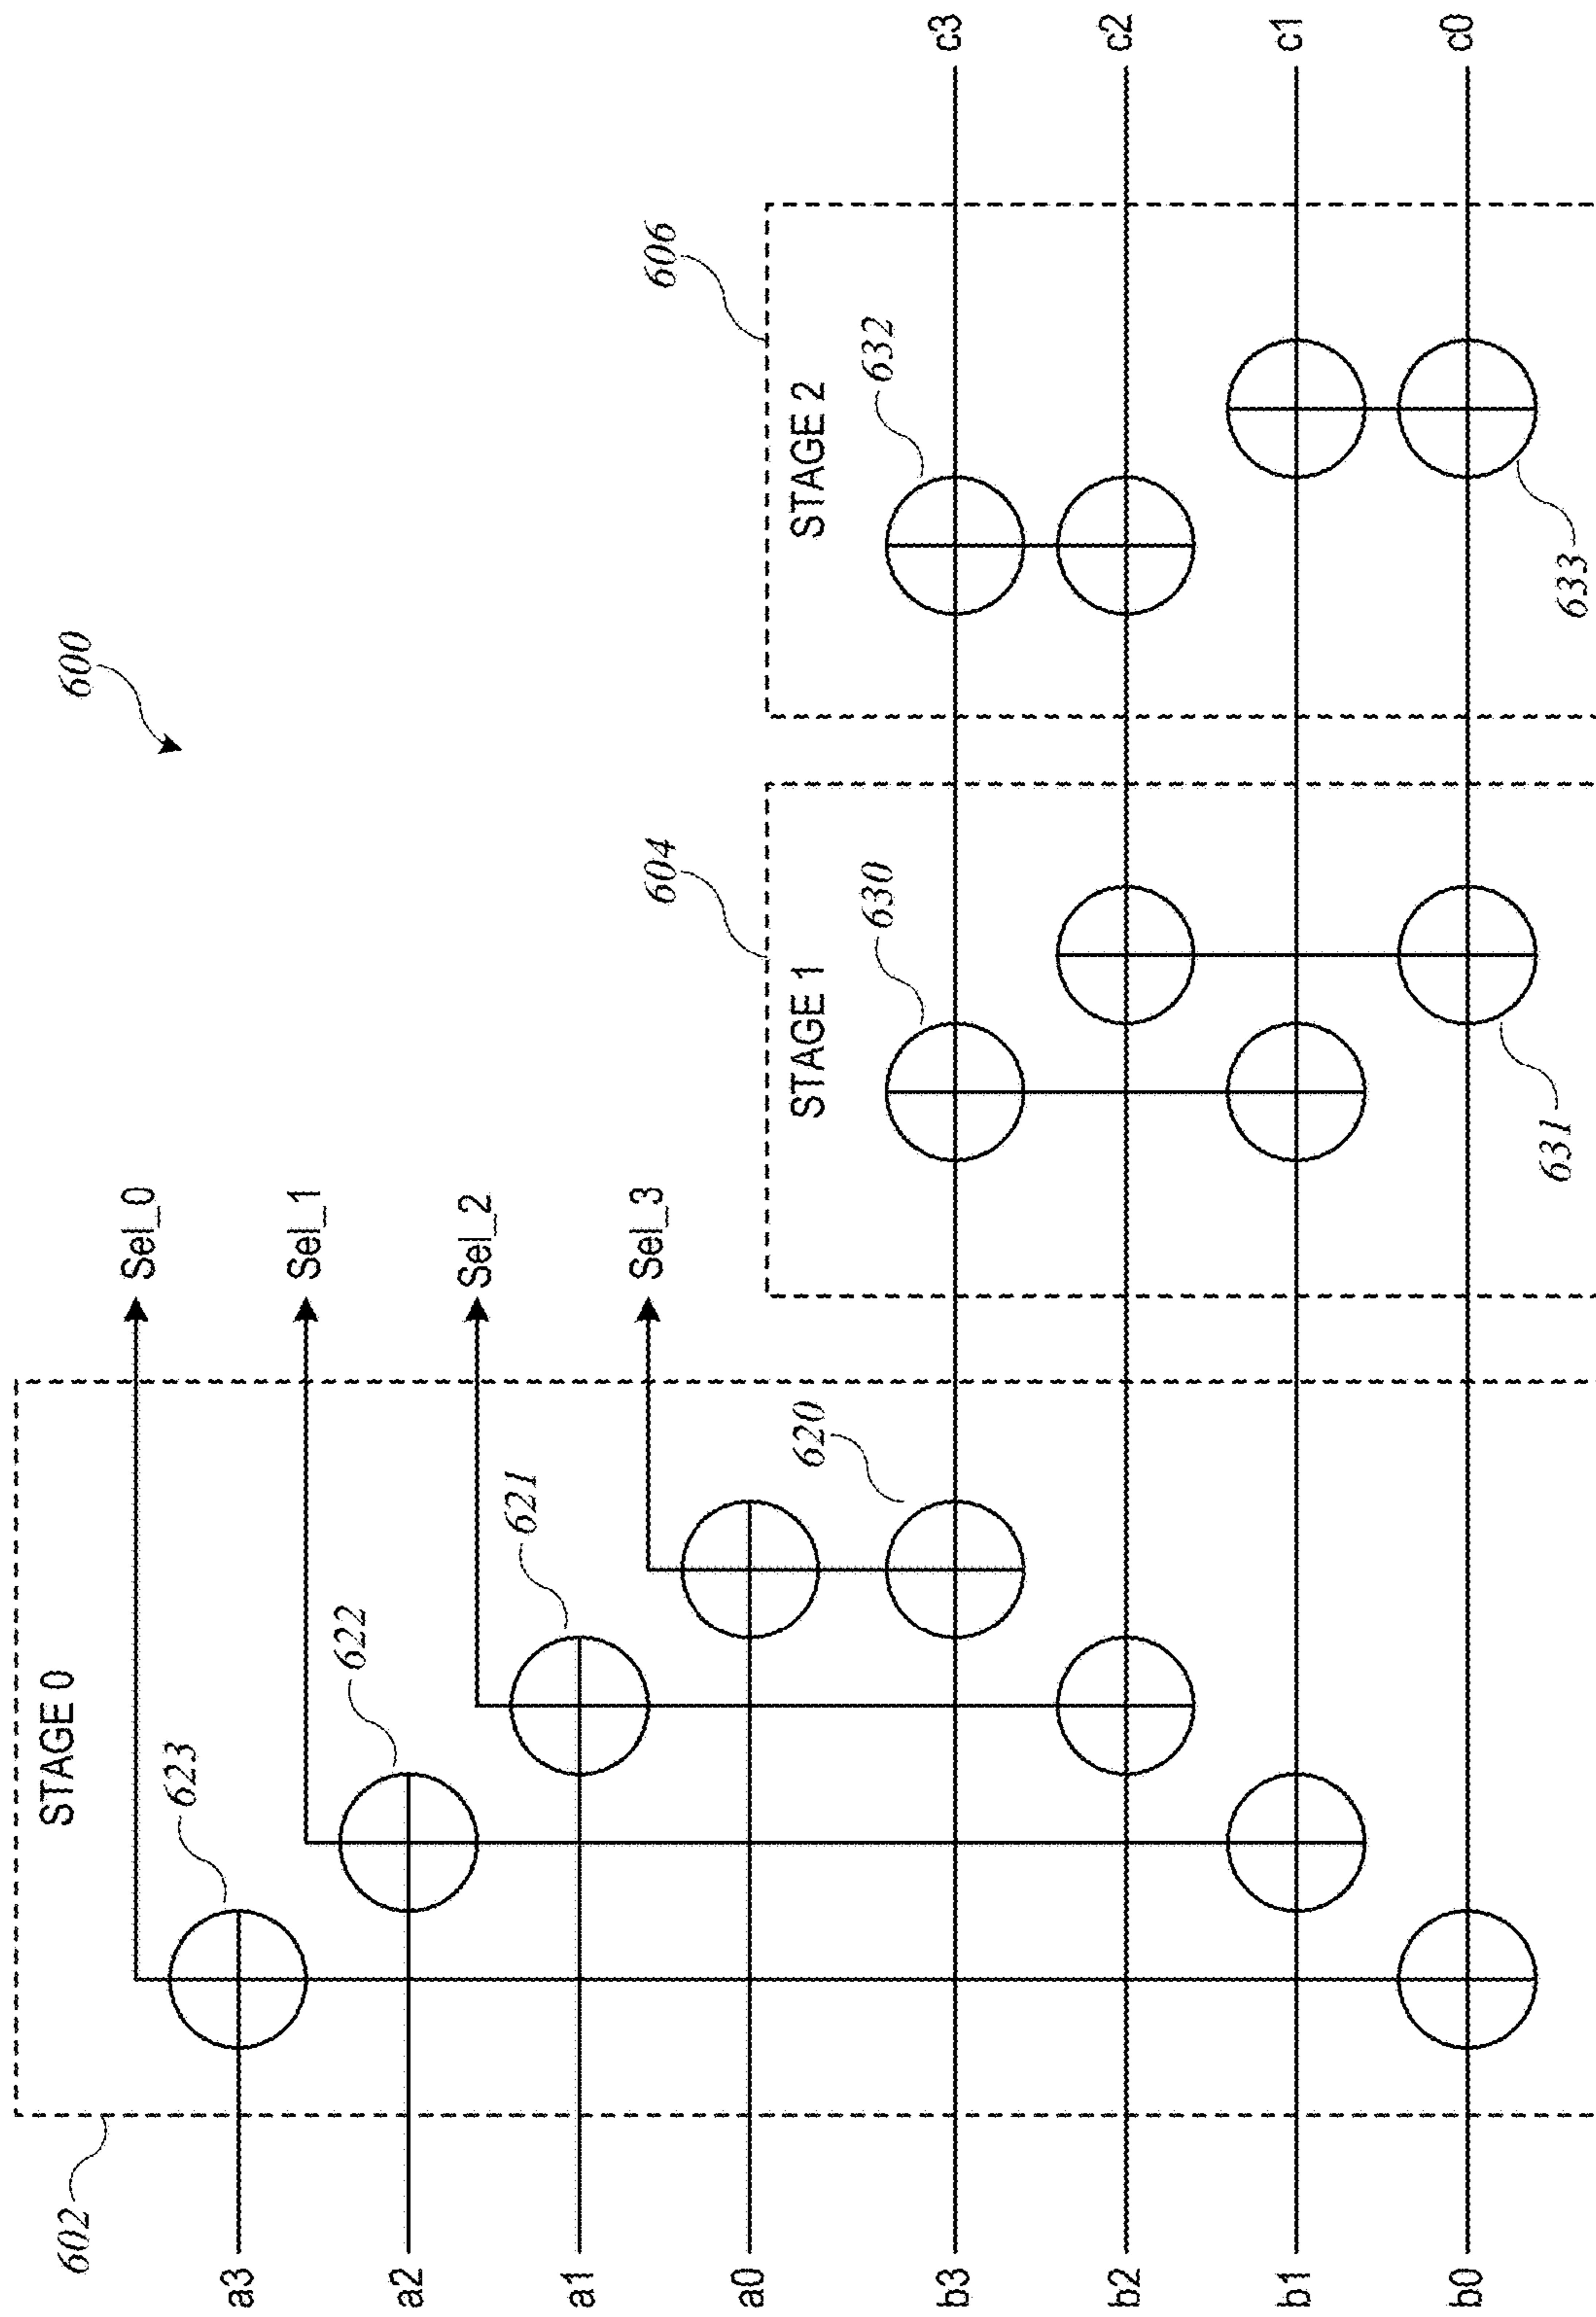 600
602
STAGE 0
623
622
621
620
Sel_0
Sel_1
Sel_2
Sel_3
604
STAGE 1
630
631
606
STAGE 2
632
633
a3
a2
a1
a0
b3
b2
b1
b0
c3
c2
c1
c0